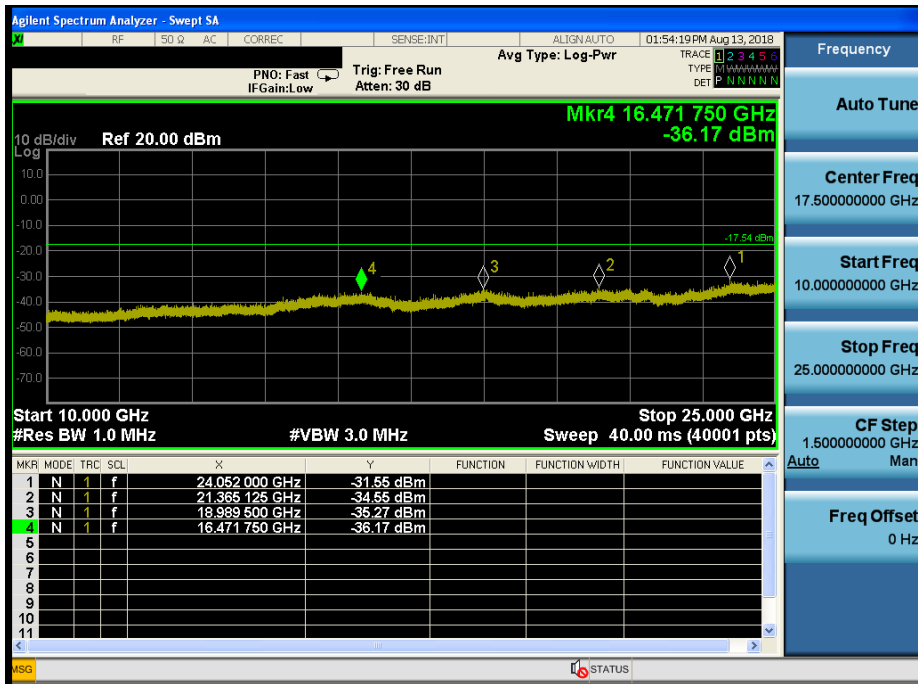 Agilent Spectrum Analyzer - Swept SA
RF 50 Ω AC CORREC SENSE:INT ALIGN AUTO 01:54:19 PM Aug 13, 2018
Avg Type: Log-Pwr
TRACE 1 2 3 4 5 6
TYPE M W W W W W
DET P N N N N N
PNO: Fast
IFGain:Low
Trig: Free Run
Atten: 30 dB
Mkr4 16.471 750 GHz
-36.17 dBm
10 dB/div Ref 20.00 dBm
Log
10.0
0.00
-10.0
-20.0
-30.0
-40.0
-50.0
-60.0
-70.0
-17.54 dBm
4 3 2 1
Start 10.000 GHz Stop 25.000 GHz
#Res BW 1.0 MHz #VBW 3.0 MHz Sweep 40.00 ms (40001 pts)
MKR MODE TRC SCL X Y FUNCTION FUNCTION WIDTH FUNCTION VALUE
1 N 1 f 24.052 000 GHz -31.55 dBm
2 N 1 f 21.365 125 GHz -34.55 dBm
3 N 1 f 18.989 500 GHz -35.27 dBm
4 N 1 f 16.471 750 GHz -36.17 dBm
5
6
7
8
9
10
11
MSG STATUS
Frequency
Auto Tune
Center Freq
17.500000000 GHz
Start Freq
10.000000000 GHz
Stop Freq
25.000000000 GHz
CF Step
1.500000000 GHz
Auto Man
Freq Offset
0 Hz